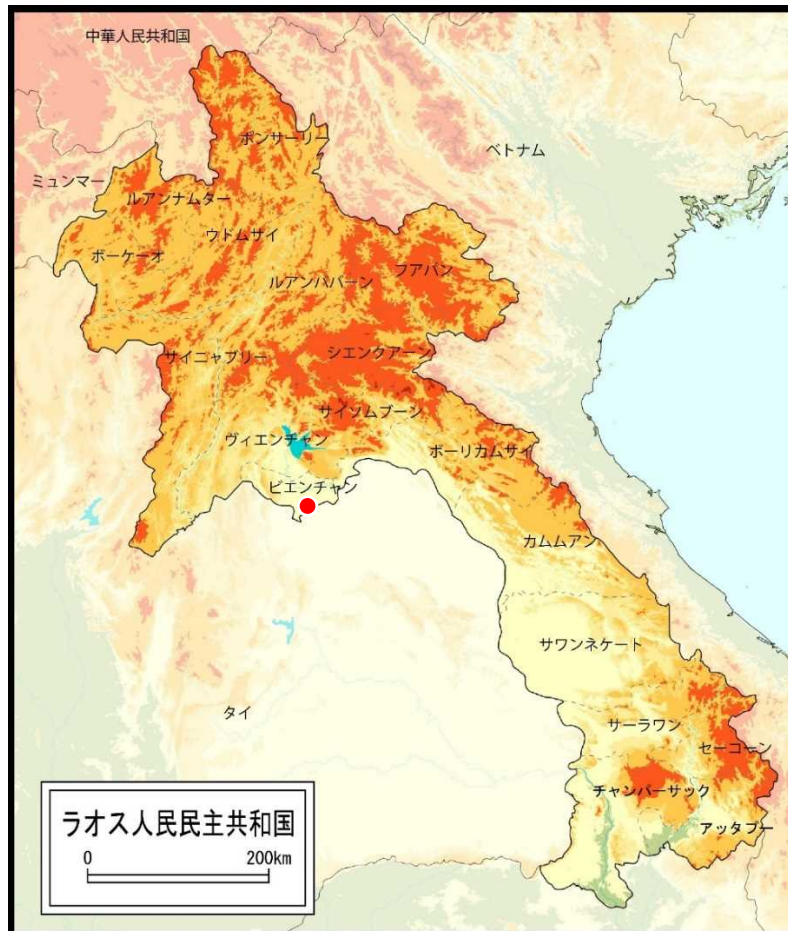 中華人民共和国
ポンサーリー
ベトナム
ミュンマー
ルアンナムター
ウトムサイ
ボーケーオ
フアパン
ルアンパバーン
シエンクアーン
サイニャブリー
サイソムブーン
ヴィエンチャン
ボーリカムサイ
ビエンチャン
カムムアン
サワンネケート
タイ
サーラワン
セーコーン
チャンパーサック
アッタプー
ラオス人民民主共和国
0 200km